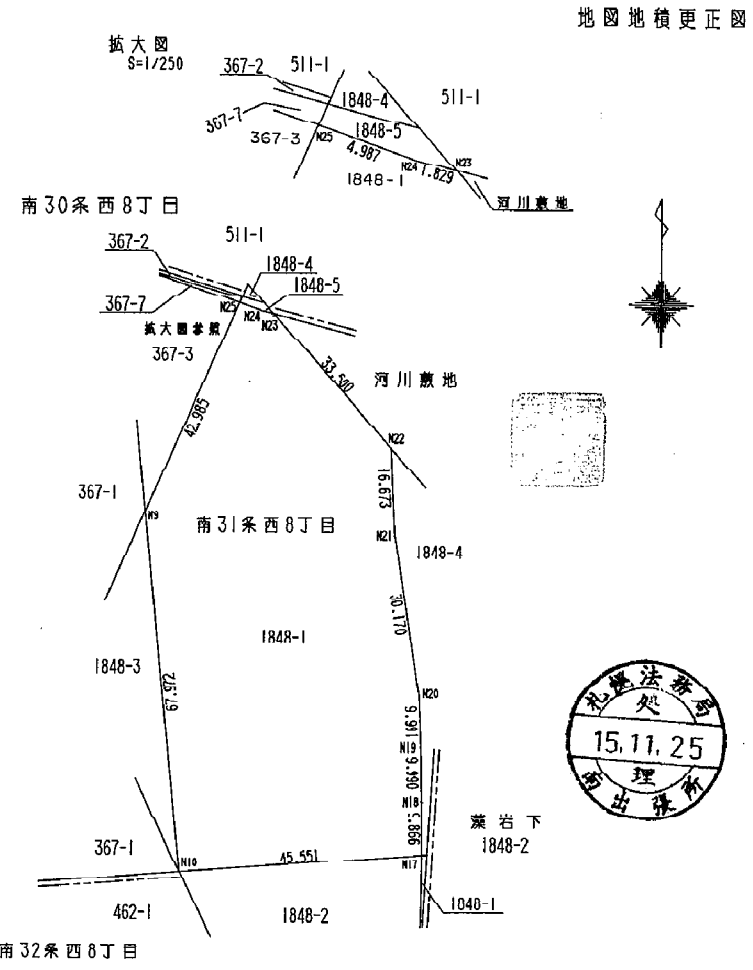 地図地積更正図
拡大図
S=1/250
367-2
511-1
1848-4
511-1
367-7
367-3
N25
1848-5
4.987
N24
1.829
N23
1848-1
河川敷地
南30条西8丁目
367-2
511-1
1848-4
367-7
1848-5
N25
N24
N23
拡大図参照
367-3
33.500
河川敷地
42.985
N22
367-1
N9
16.673
南31条西8丁目
N21
1848-4
30.170
1848-1
1848-3
67.972
N20
9.911
N19
9.490
N18
5.866
札幌法務局
処
15.11.25
理
南出張所
藻岩下
1848-2
367-1
N10
45.551
N17
462-1
1848-2
1848-1
南32条西8丁目